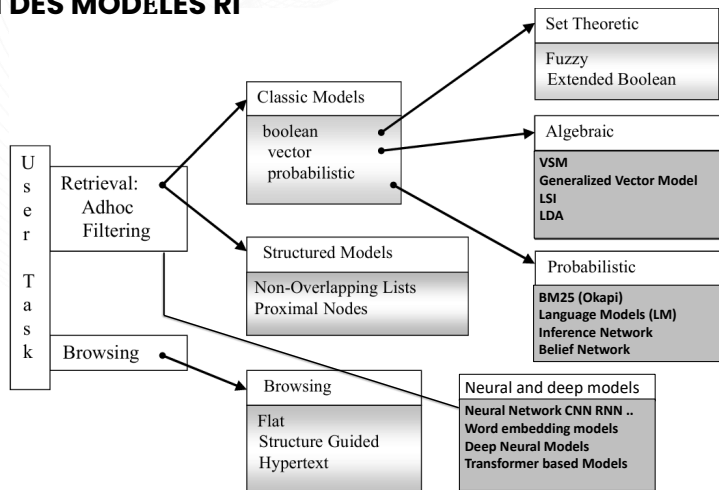 DES MODÈLES RI
Set Theoretic
Fuzzy
Extended Boolean
Classic Models
boolean
vector
probabilistic
Algebraic
VSM
Generalized Vector Model
LSI
LDA
User Task
Retrieval:
Adhoc
Filtering
Structured Models
Non-Overlapping Lists
Proximal Nodes
Probabilistic
BM25 (Okapi)
Language Models (LM)
Inference Network
Belief Network
Browsing
Browsing
Flat
Structure Guided
Hypertext
Neural and deep models
Neural Network CNN RNN ..
Word embedding models
Deep Neural Models
Transformer based Models